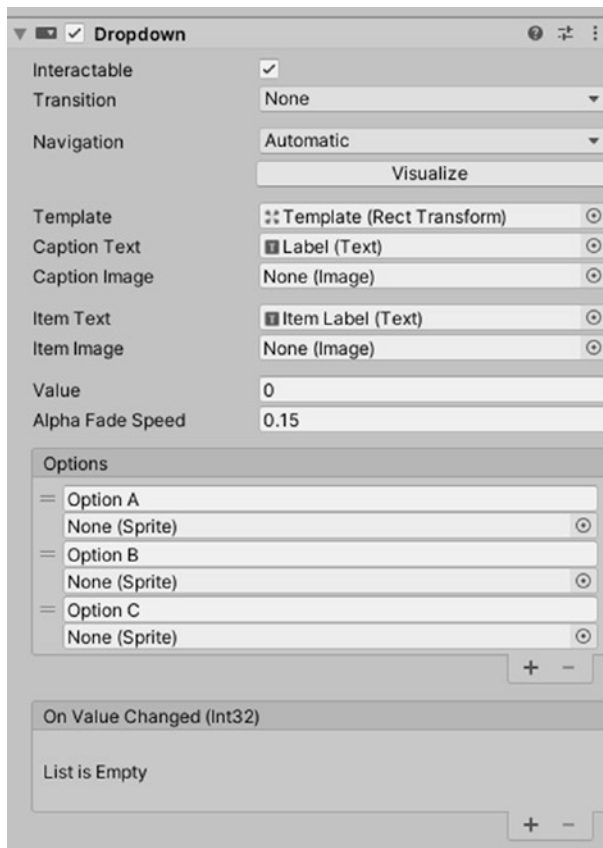 Dropdown
Interactable
Transition None
Navigation Automatic
Visualize
Template Template (Rect Transform)
Caption Text Label (Text)
Caption Image None (Image)
Item Text Item Label (Text)
Item Image None (Image)
Value 0
Alpha Fade Speed 0.15
Options
Option A
None (Sprite)
Option B
None (Sprite)
Option C
None (Sprite)
On Value Changed (Int32)
List is Empty